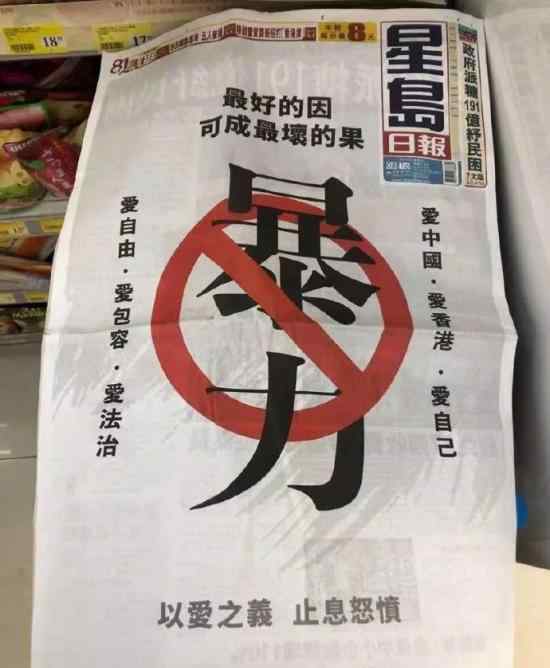 星島
日報
政府派糖
191億紓民困
最好的因
可成最壞的果
暴力
愛中國·愛香港·愛自己
愛自由·愛包容·愛法治
以愛之義 止息怒憤